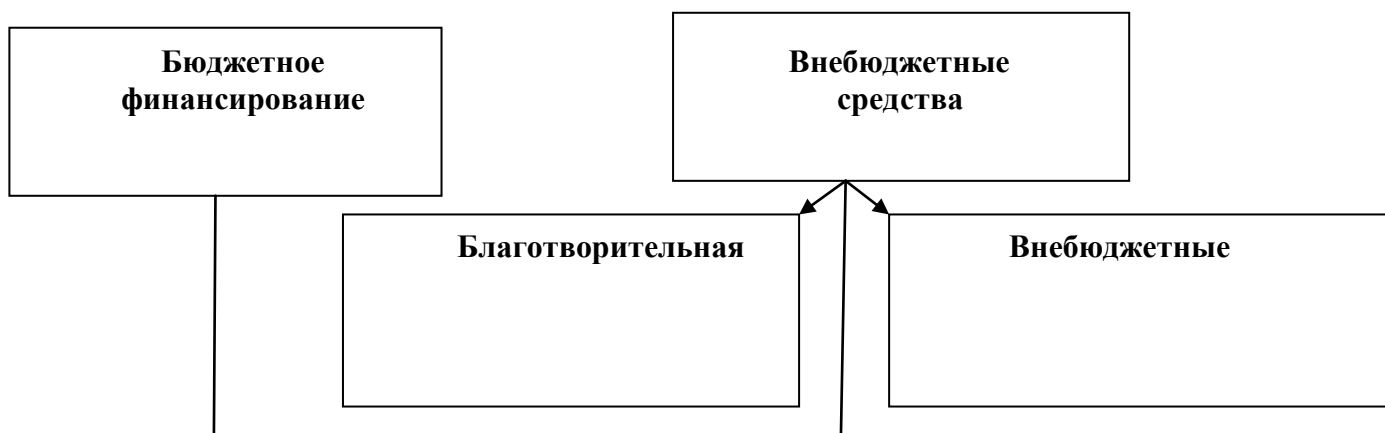 Бюджетное
финансирование
Внебюджетные
средства
Благотворительная
Внебюджетные